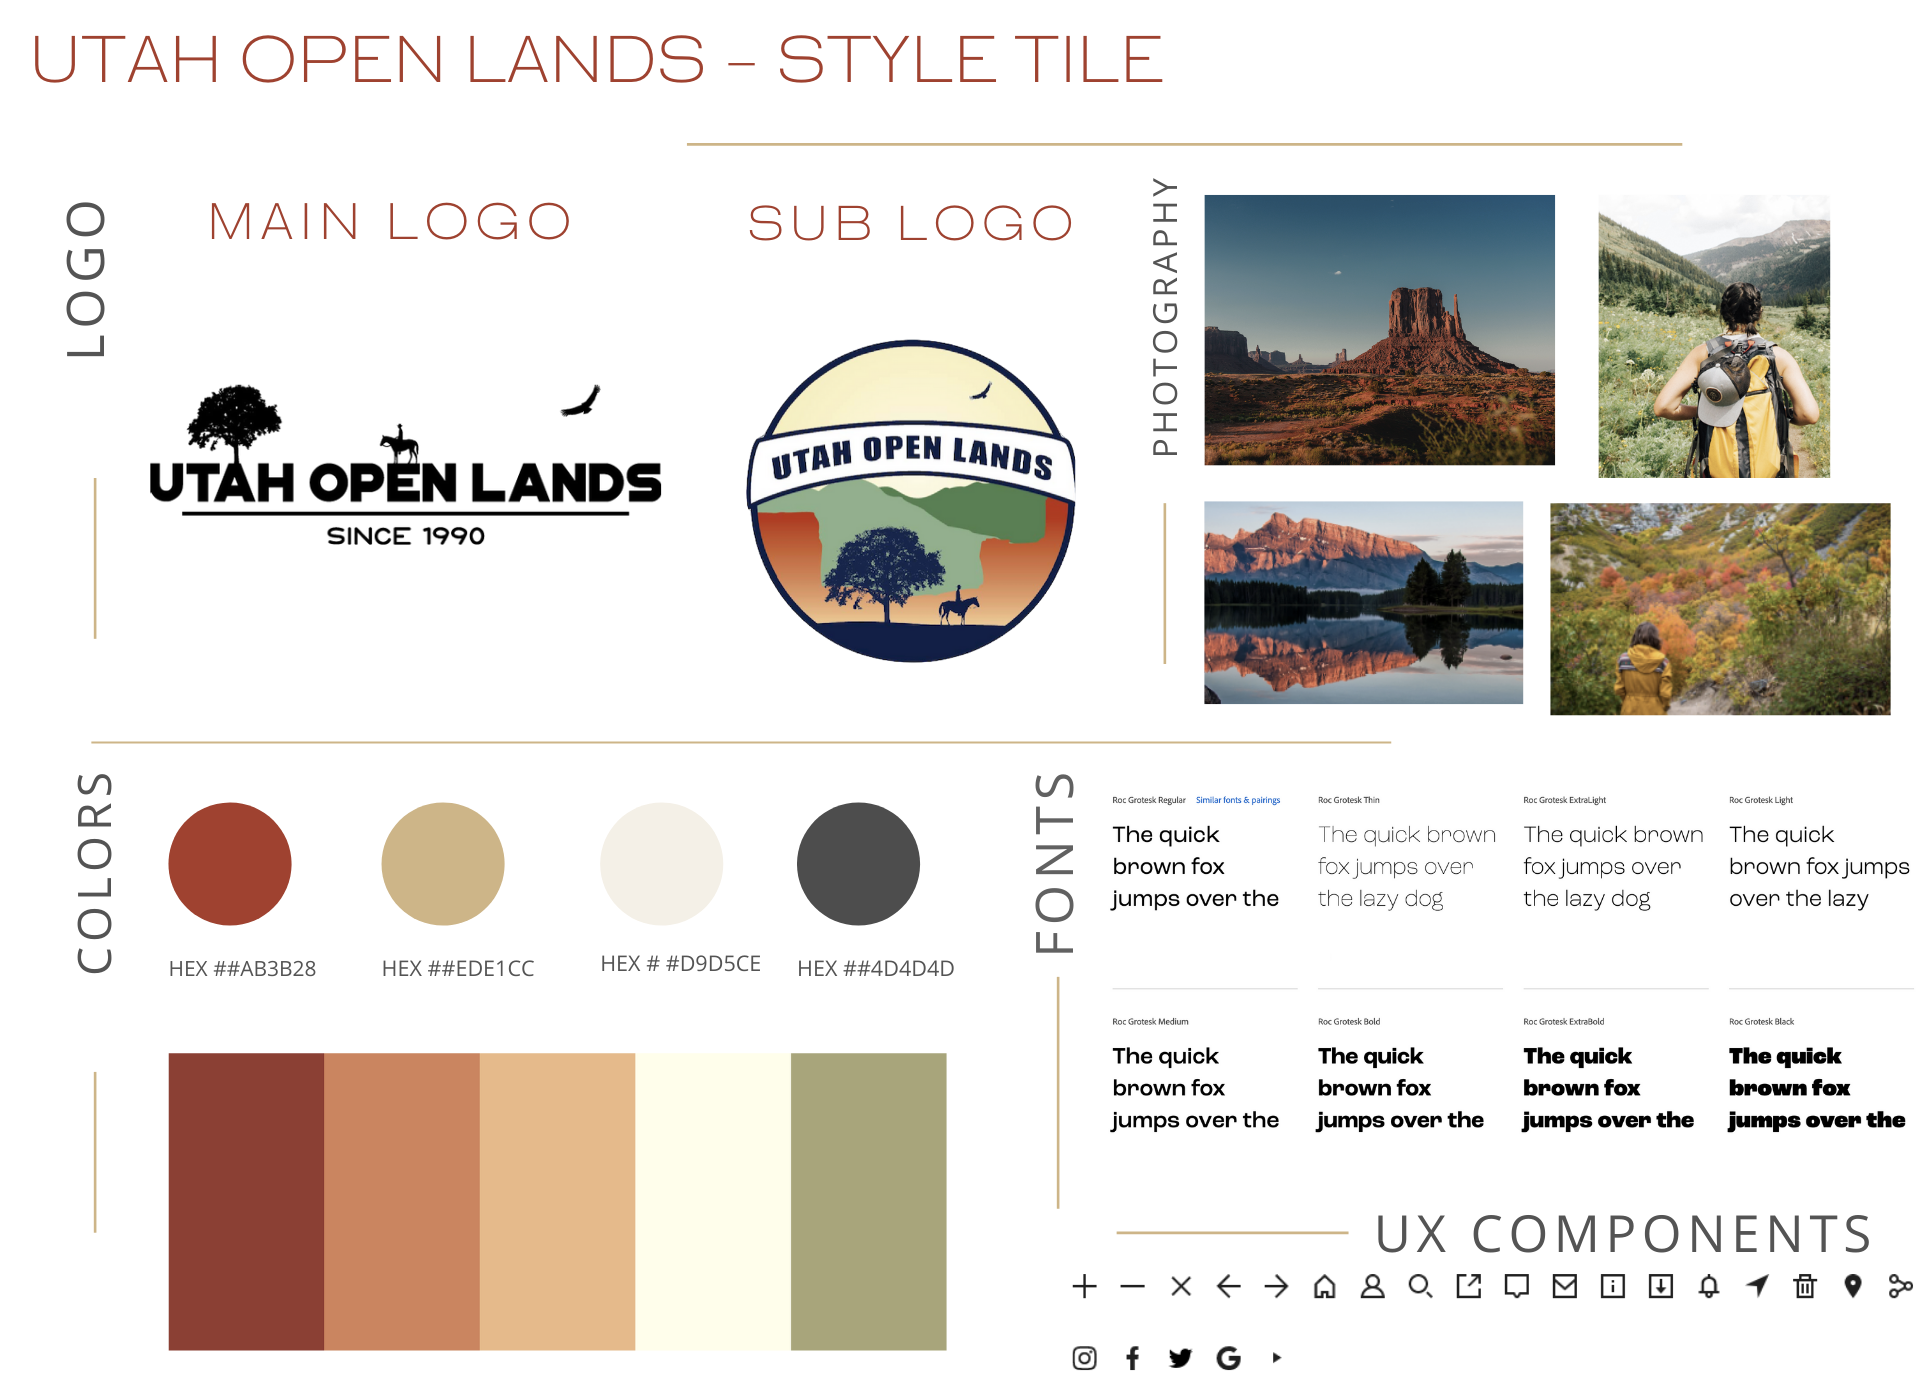 UTAH OPEN LANDS – STYLE TILE
LOGO
MAIN LOGO
UTAH OPEN LANDS
SINCE 1990
SUB LOGO
UTAH OPEN LANDS
PHOTOGRAPHY
COLORS
HEX ##AB3B28
HEX ##EDE1CC
HEX # #D9D5CE
HEX ##4D4D4D
FONTS
Roc Grotesk Regular Similar fonts & pairings
The quick
brown fox
jumps over the
Roc Grotesk Thin
The quick brown
fox jumps over
the lazy dog
Roc Grotesk ExtraLight
The quick brown
fox jumps over
the lazy dog
Roc Grotesk Light
The quick
brown fox jumps
over the lazy
Roc Grotesk Medium
The quick
brown fox
jumps over the
Roc Grotesk Bold
The quick
brown fox
jumps over the
Roc Grotesk ExtraBold
The quick
brown fox
jumps over the
Roc Grotesk Black
The quick
brown fox
jumps over the
UX COMPONENTS